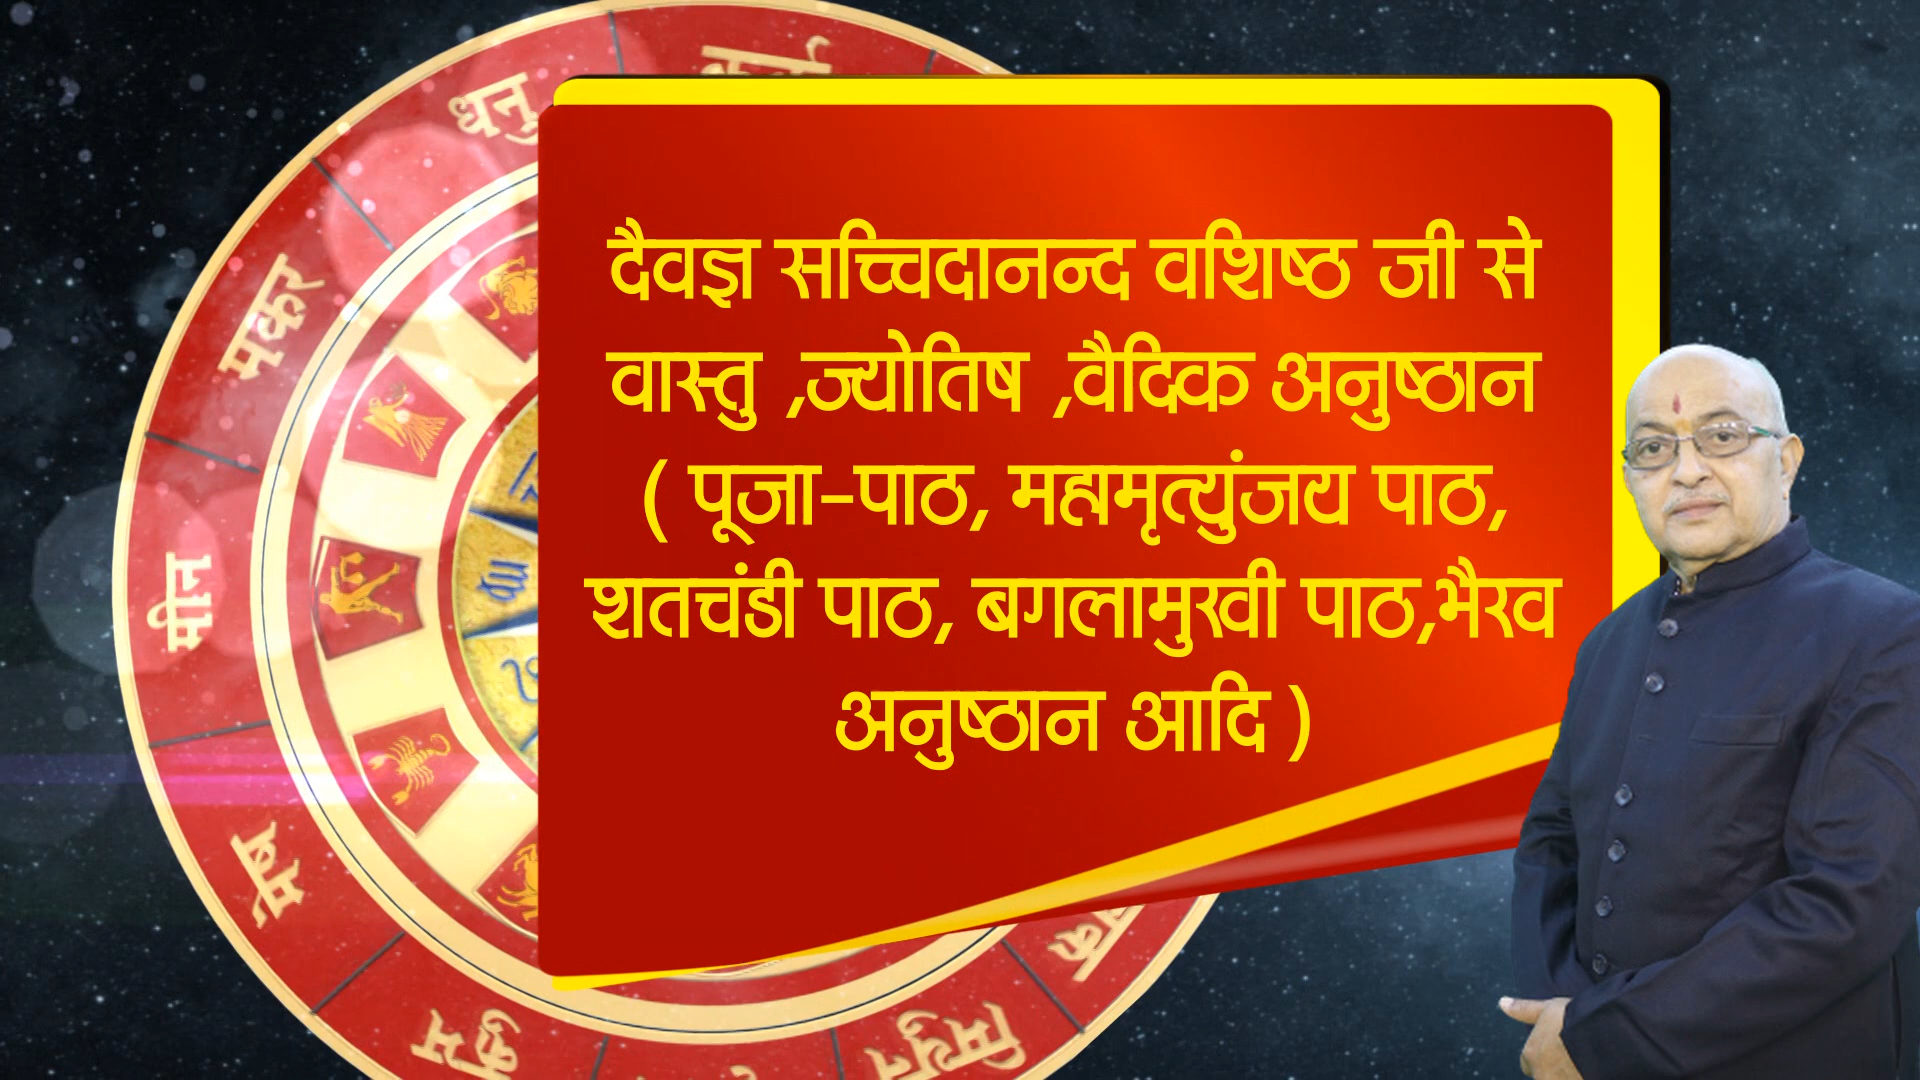 दैवज्ञ सच्चिदानन्द वशिष्ठ जी से
वास्तु ,ज्योतिष ,वैदिक अनुष्ठान
( पूजा-पाठ, महामृत्युंजय पाठ,
शतचंडी पाठ, बगलामुखी पाठ,भैरव
अनुष्ठान आदि )
धनु
मकर
मीन
मेष
कुम्भ
मिथुन